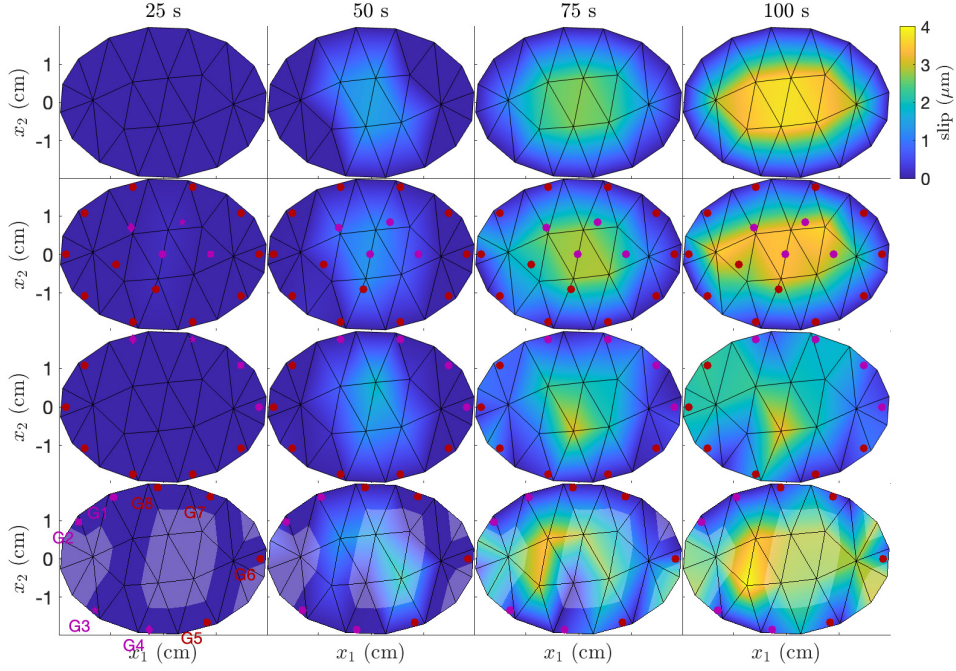 25 s 50 s 75 s 100 s
x₂ (cm) 1 0 -1
4 3 2 1 0 slip (μm)
x₂ (cm) 1 0 -1
x₂ (cm) 1 0 -1
x₂ (cm) 1 0 -1
G1 G8 G7
G2
G6
G3 G4 G5
x₁ (cm) x₁ (cm) x₁ (cm) x₁ (cm)